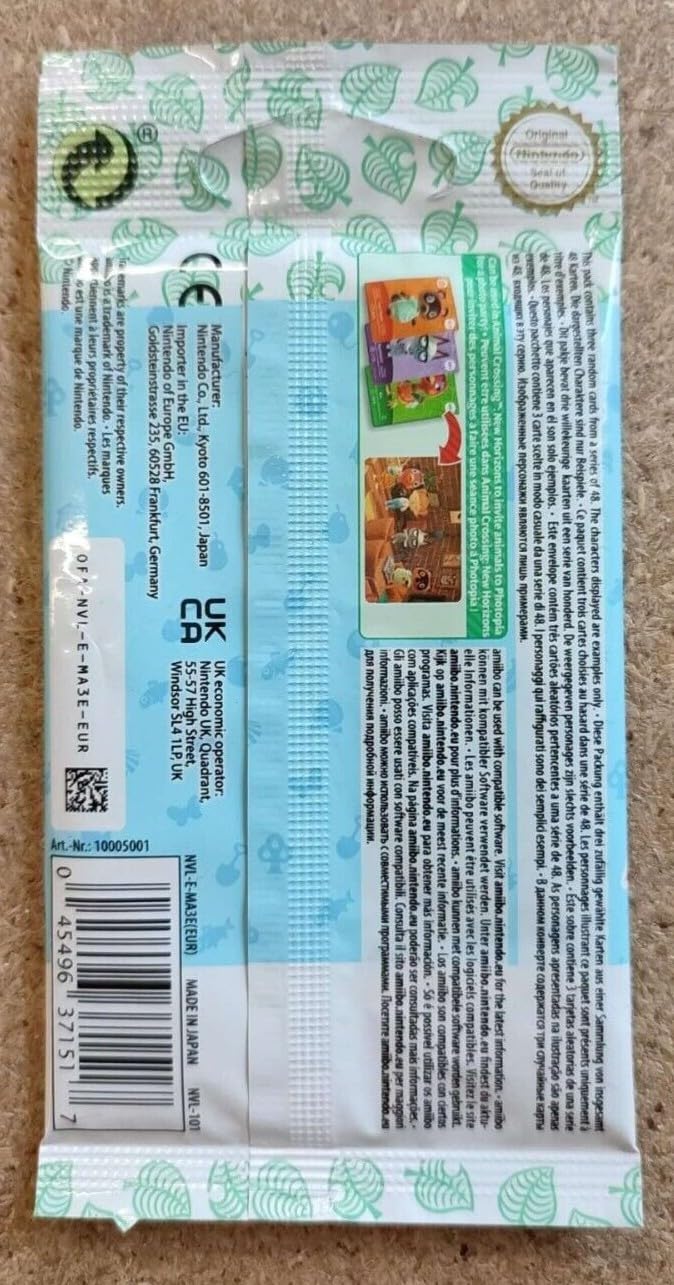 Original
Nintendo
Seal of
Quality
This pack contains three random cards from a series of 48. The characters displayed are examples only. • Diese Packung enthält drei zufällig gewählte Karten aus einer Sammlung von insgesamt
48 Karten. Die dargestellten Charaktere sind nur Beispiele. • Ce paquet contient trois cartes choisies au hasard dans une série de 48. Les personnages illustrant ce paquet sont présents uniquement à
titre d'exemples. • Dit pakje bevat drie willekeurige kaarten uit een serie van honderd. De weergegeven personages zijn slechts voorbeelden. • Este sobre contiene 3 tarjetas aleatorias de una serie
de 48. Los personajes que aparecen en él son solo ejemplos. • Este envelope contém três cartões aleatórios pertencentes a uma série de 48. As personagens apresentadas na ilustração são apenas
exemplos. • Questo pacchetto contiene 3 carte scelte in modo casuale da una serie di 48. I personaggi qui raffigurati sono dei semplici esempi. • В данном конверте содержатся три случайные карты
из 48, входящих в эту серию. Изображенные персонажи являются лишь примерами.
Can be used in Animal Crossing™: New Horizons to invite animals to Photopia
for a photo party! • Peuvent être utilisées dans Animal Crossing: New Horizons
pour inviter des personnages à faire une séance photo à Photopia !
amiibo can be used with compatible software. Visit amiibo.nintendo.eu for the latest information. • amiibo
können mit kompatibler Software verwendet werden. Unter amiibo.nintendo.eu findest du aktu-
elle Informationen. • Les amiibo peuvent être utilisés avec les logiciels compatibles. Visitez le site
amiibo.nintendo.eu pour plus d'informations. • amiibo kunnen met compatibele software worden gebruikt.
Kijk op amiibo.nintendo.eu voor de meest recente informatie. • Los amiibo son compatibles con ciertos
programas. Visita amiibo.nintendo.eu para obtener más información. • Só é possível utilizar os amiibo
com aplicações compatíveis. Na página amiibo.nintendo.eu poderão ser consultadas mais informações. •
Gli amiibo posso essere usati con software compatibili. Consulta il sito amiibo.nintendo.eu per maggiori
informazioni. • amiibo можно использовать с совместимыми программами. Посетите amiibo.nintendo.eu
для получения подробной информации.
®
CE
Manufacturer:
Nintendo Co., Ltd., Kyoto 601-8501, Japan
Importer in the EU:
Nintendo of Europe GmbH,
Goldsteinstrasse 235, 60528 Frankfurt, Germany
UK
CA
UK economic operator:
Nintendo UK, Quadrant,
55-57 High Street,
Windsor SL4 1LP, UK
are property of their respective owners.
is a trademark of Nintendo. • Les marques
à leurs propriétaires respectifs.
est une marque de Nintendo.
Nintendo.
-NVL-E-MA3E-EUR
Art.-Nr.: 10005001
NVL-E-MA3E(EUR) MADE IN JAPAN NVL-101
0 45496 37151 7